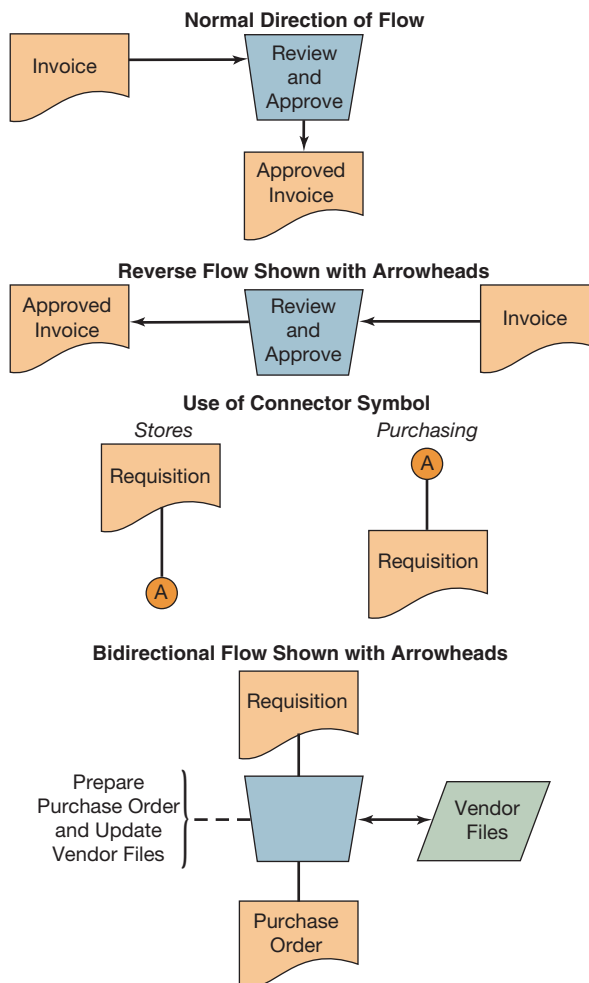 Normal Direction of Flow
Invoice
Review
and
Approve
Approved
Invoice
Reverse Flow Shown with Arrowheads
Approved
Invoice
Review
and
Approve
Invoice
Use of Connector Symbol
Stores
Purchasing
Requisition
A
A
Requisition
Bidirectional Flow Shown with Arrowheads
Requisition
Prepare
Purchase Order
and Update
Vendor Files
Vendor
Files
Purchase
Order